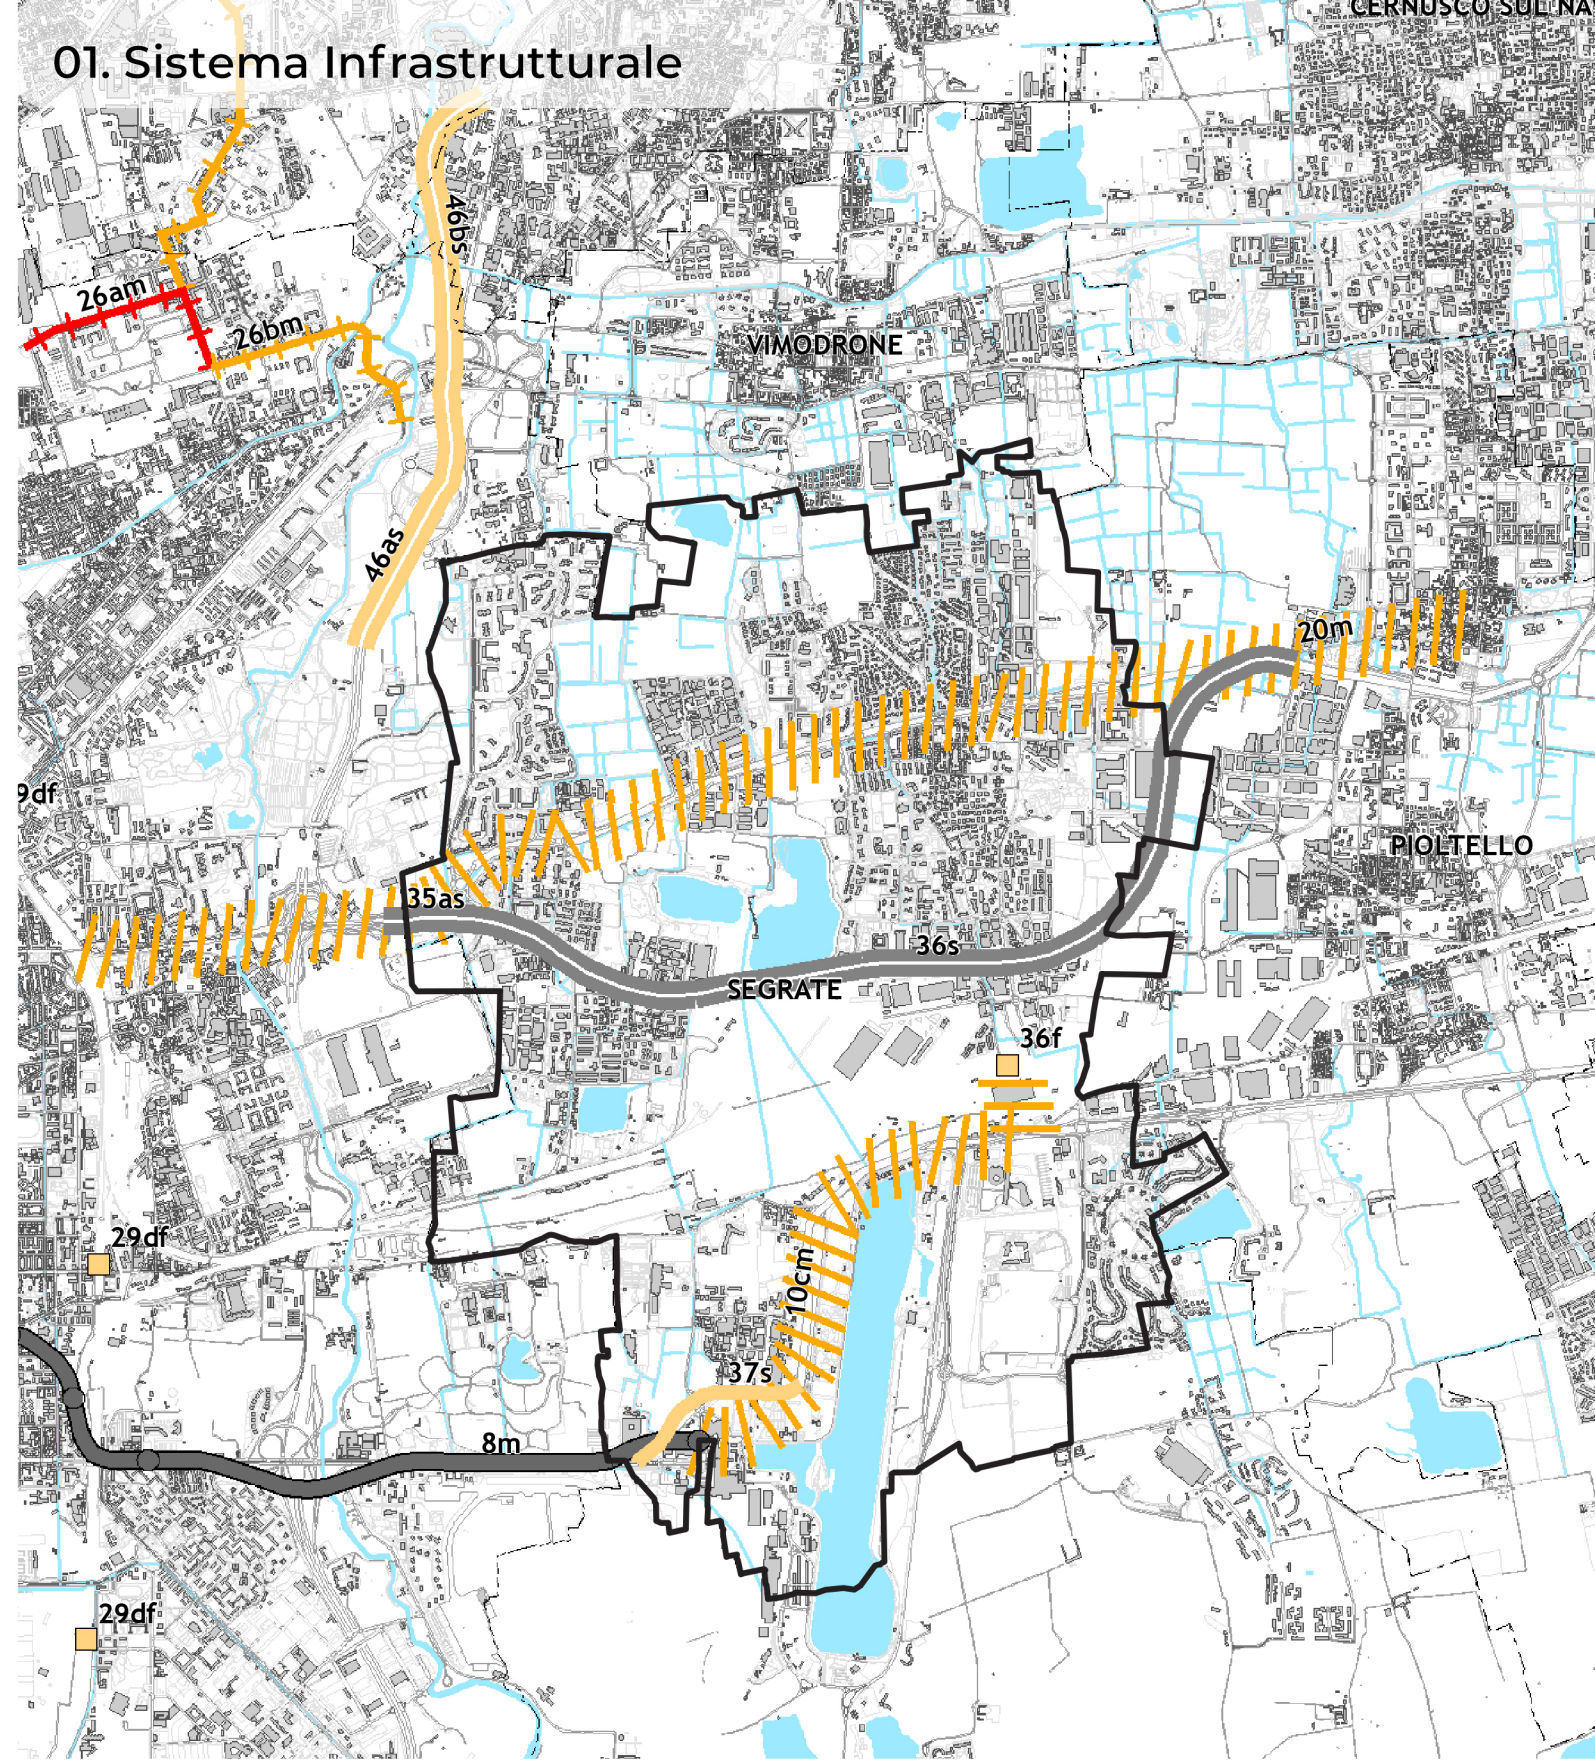 CERNUSCO SUL NA
01. Sistema Infrastrutturale
46bs
26am
26bm
VIMODRONE
46as
20m
9df
PIOLTELLO
35as
36s
SEGRATE
36f
29df
10cm
37s
8m
29df